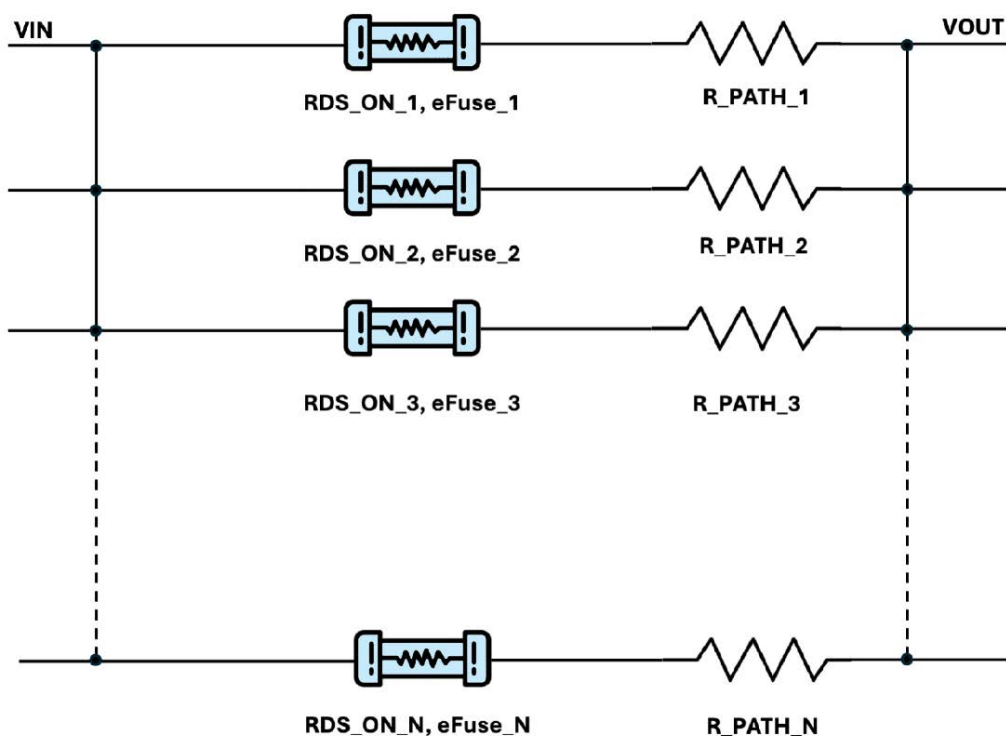 VIN
VOUT
RDS_ON_1, eFuse_1
R_PATH_1
RDS_ON_2, eFuse_2
R_PATH_2
RDS_ON_3, eFuse_3
R_PATH_3
RDS_ON_N, eFuse_N
R_PATH_N